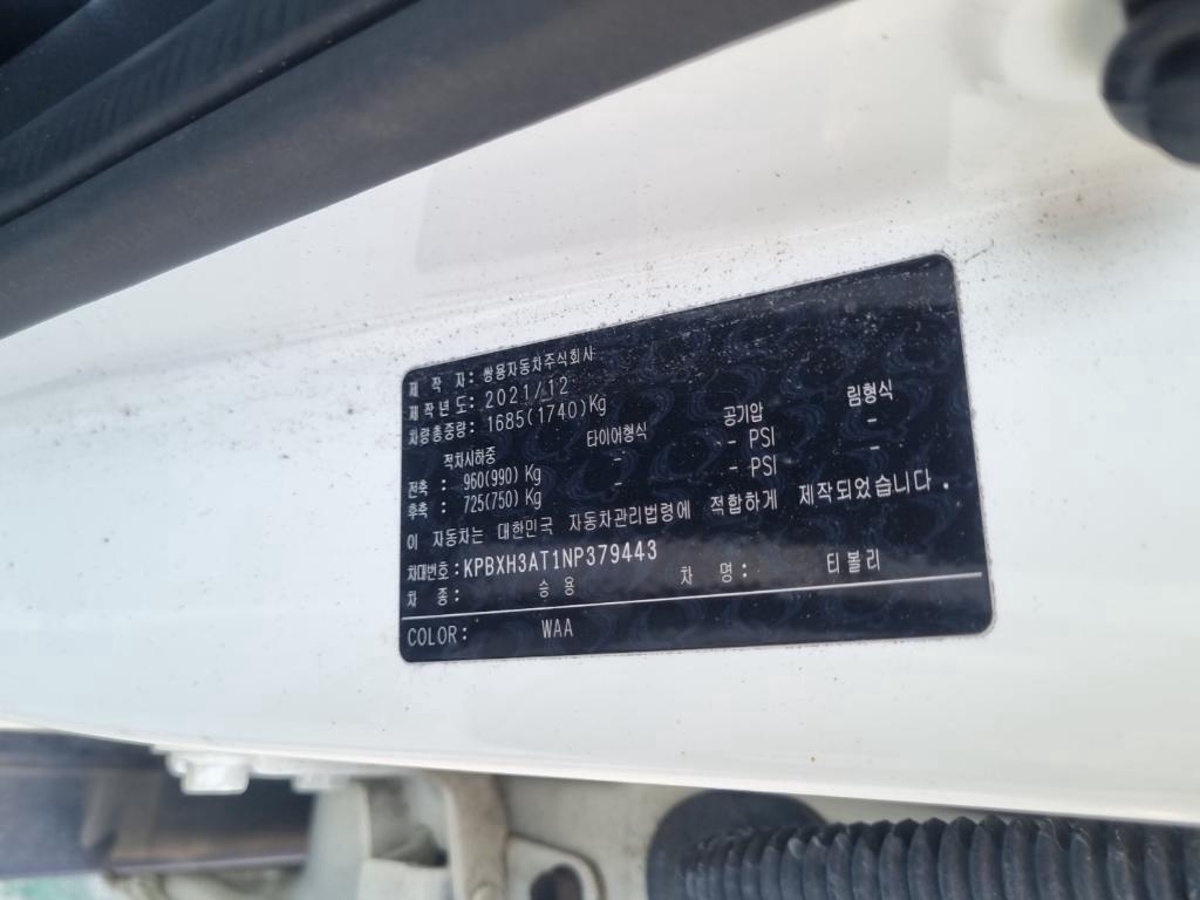 제 작 자: 쌍용자동차주식회사
제작년도: 2021/12
차량총중량: 1685(1740)Kg
적차시하중 타이어형식 공기압 림형식
전축 : 960(990) Kg - - PSI -
후축 : 725(750) Kg - - PSI -
이 자동차는 대한민국 자동차관리법령에 적합하게 제작되었습니다.
차대번호:KPBXH3AT1NP379443
차 종: 승용 차 명: 티볼리
COLOR: WAA